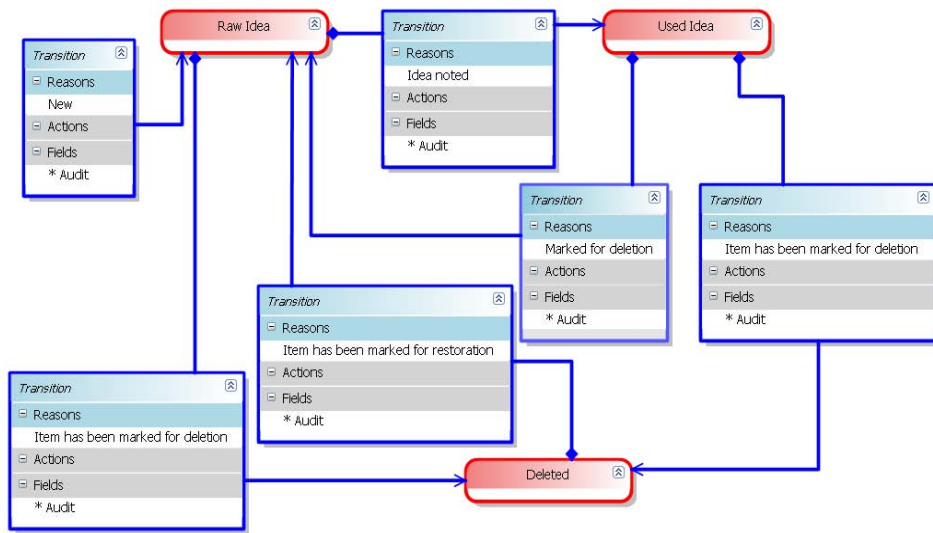 Raw Idea
Used Idea
Transition
Reasons
New
Actions
Fields
* Audit
Transition
Reasons
Idea noted
Actions
Fields
* Audit
Transition
Reasons
Marked for deletion
Actions
Fields
* Audit
Transition
Reasons
Item has been marked for deletion
Actions
Fields
* Audit
Transition
Reasons
Item has been marked for restoration
Actions
Fields
* Audit
Transition
Reasons
Item has been marked for deletion
Actions
Fields
* Audit
Deleted